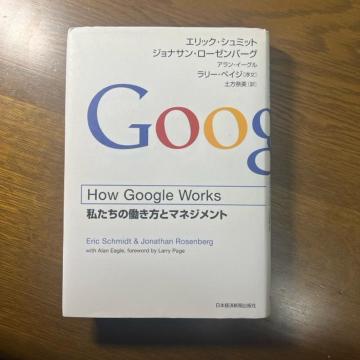 エリック・シュミット
ジョナサン・ローゼンバーグ
アラン・イーグル
ラリー・ペイジ[序文]
土方奈美[訳]
Goog
How Google Works
私たちの働き方とマネジメント
Eric Schmidt & Jonathan Rosenberg
with Alan Eagle, foreword by Larry Page
日本経済新聞出版社